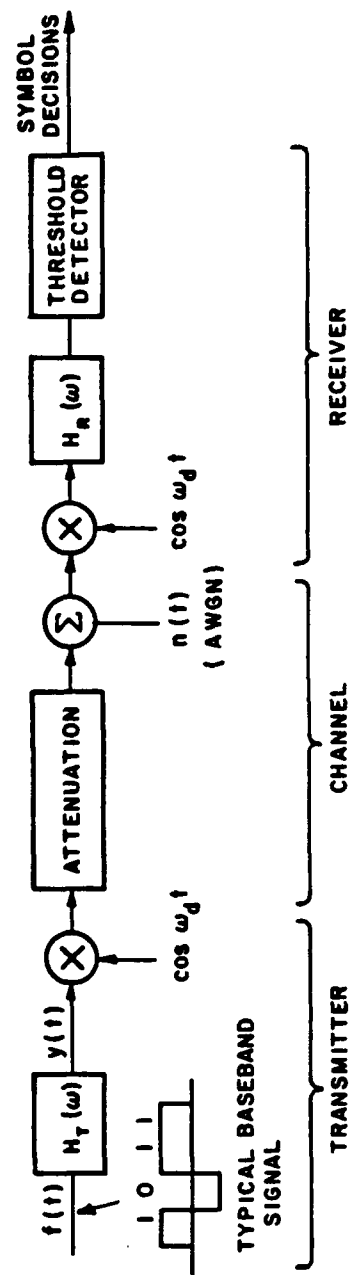 f(t)
H_T(ω)
y(t)
X
cos ω_d t
ATTENUATION
Σ
n(t)
(AWGN)
X
cos ω_d t
H_R(ω)
THRESHOLD
DETECTOR
SYMBOL
DECISIONS
1 0 1 1
TYPICAL BASEBAND
SIGNAL
TRANSMITTER
CHANNEL
RECEIVER